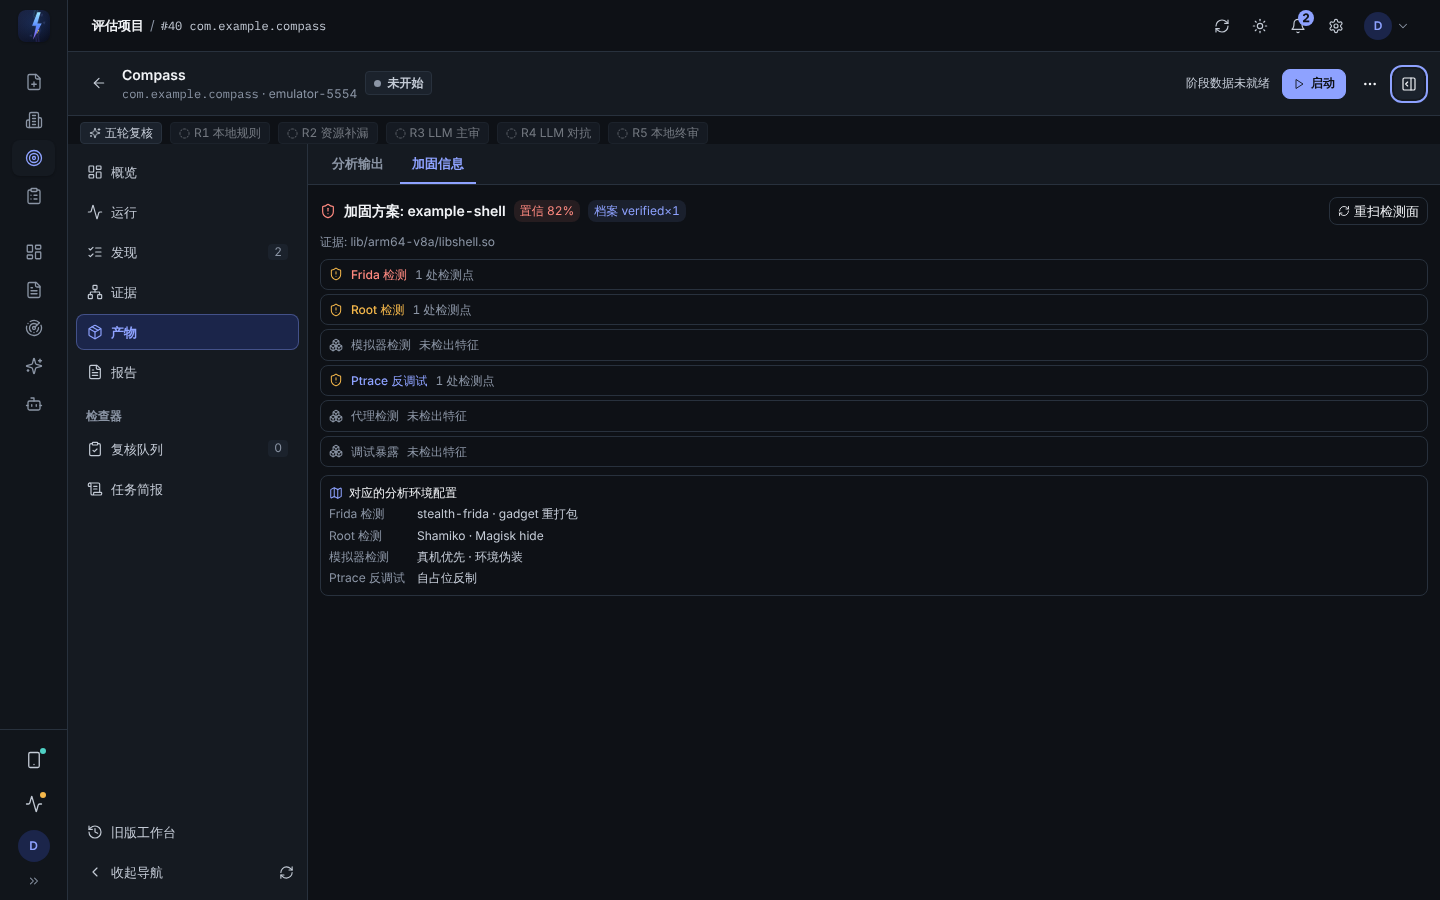 评估项目 / #40 com.example.compass
2
D
Compass
com.example.compass · emulator-5554
未开始
阶段数据未就绪
启动
五轮复核
R1 本地规则
R2 资源补漏
R3 LLM 主审
R4 LLM 对抗
R5 本地终审
概览
运行
发现 2
证据
产物
报告
检查器
复核队列 0
任务简报
旧版工作台
收起导航
D
分析输出
加固信息
加固方案: example-shell
置信 82%
档案 verified×1
重扫检测面
证据: lib/arm64-v8a/libshell.so
Frida 检测 1 处检测点
Root 检测 1 处检测点
模拟器检测 未检出特征
Ptrace 反调试 1 处检测点
代理检测 未检出特征
调试暴露 未检出特征
对应的分析环境配置
Frida 检测 stealth-frida · gadget 重打包
Root 检测 Shamiko · Magisk hide
模拟器检测 真机优先 · 环境伪装
Ptrace 反调试 自占位反制